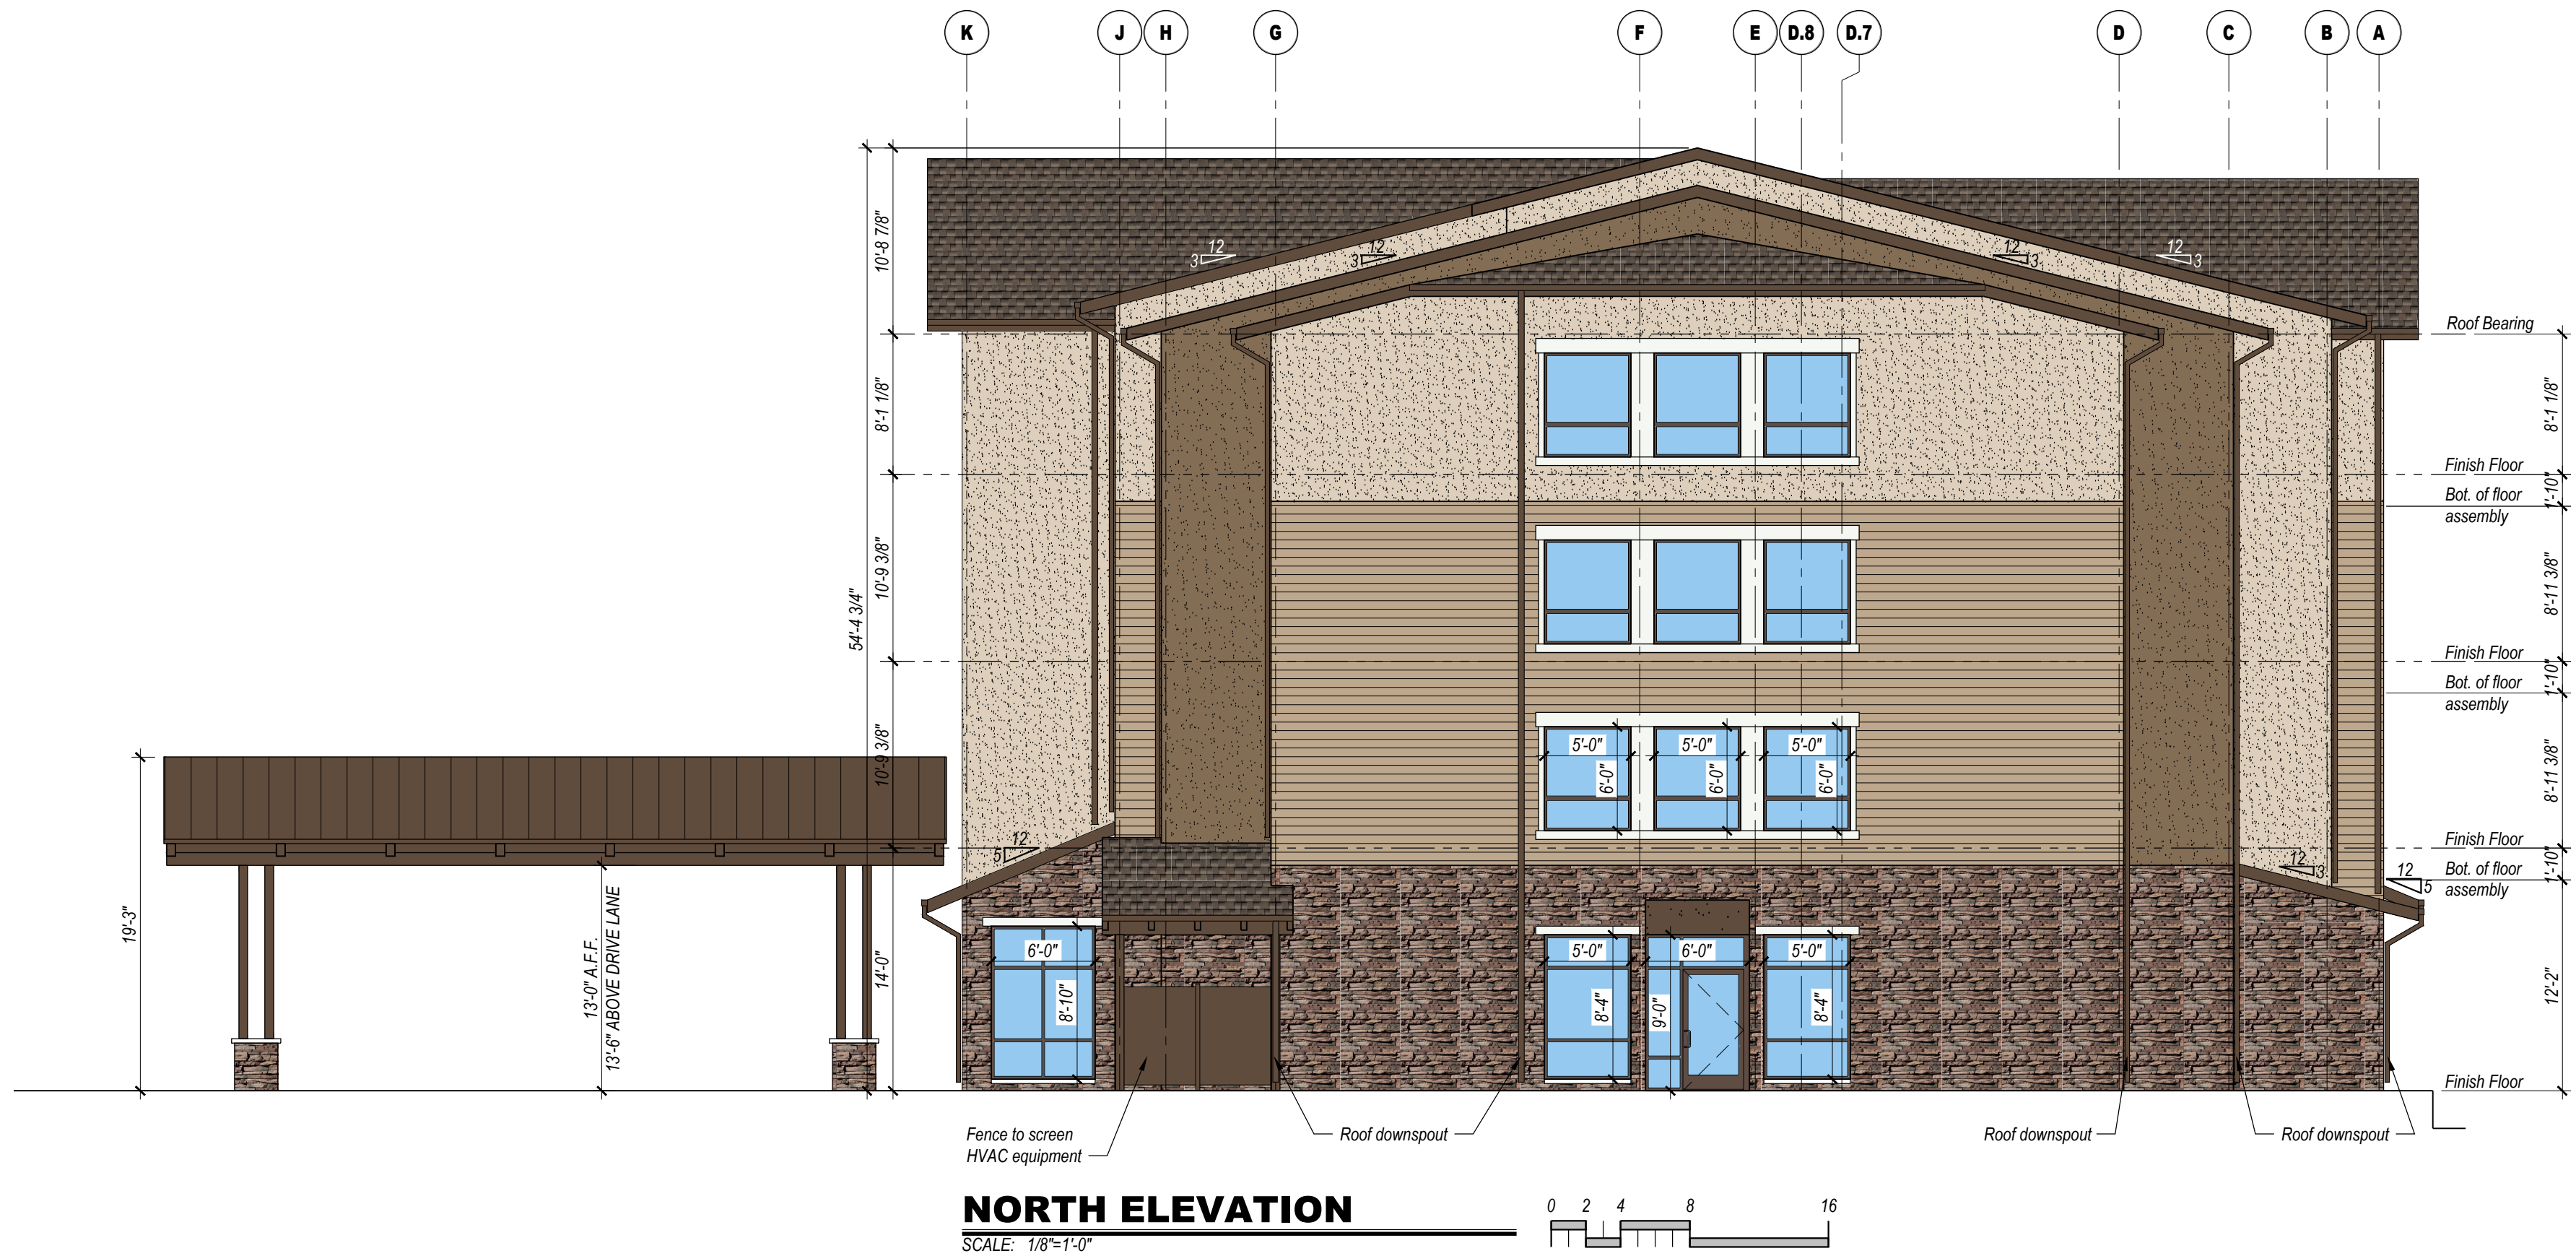 K J H G F E D.8 D.7 D C B A
12 3
12 3
12 3
12 3
10'-8 7/8"
Roof Bearing
8'-1 1/8"
8'-1 1/8"
Finish Floor
1'-10"
Bot. of floor
assembly
10'-9 3/8"
8'-11 3/8"
54'-4 3/4"
Finish Floor
1'-10"
Bot. of floor
assembly
10'-9 3/8"
8'-11 3/8"
5'-0" 5'-0" 5'-0"
6'-0" 6'-0" 6'-0"
12 5
Finish Floor
1'-10"
Bot. of floor
assembly
12 3
12 5
19'-3"
13'-0" A.F.F.
13'-6" ABOVE DRIVE LANE
14'-0"
6'-0" 5'-0" 6'-0" 5'-0"
8'-10" 8'-4" 9'-0" 8'-4"
12'-2"
Finish Floor
Fence to screen
HVAC equipment
Roof downspout
Roof downspout
Roof downspout
NORTH ELEVATION
SCALE: 1/8"=1'-0"
0 2 4 8 16